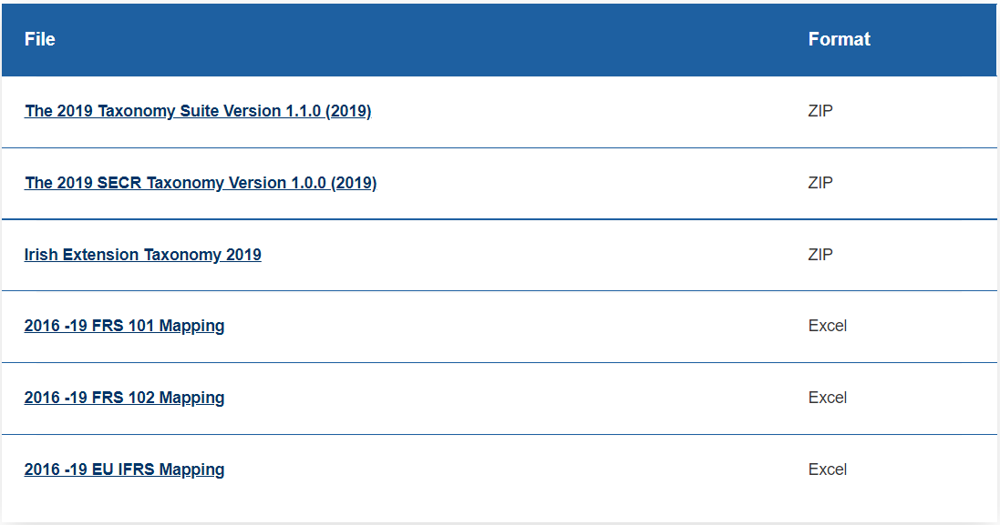 File Format
The 2019 Taxonomy Suite Version 1.1.0 (2019) ZIP
The 2019 SECR Taxonomy Version 1.0.0 (2019) ZIP
Irish Extension Taxonomy 2019 ZIP
2016 -19 FRS 101 Mapping Excel
2016 -19 FRS 102 Mapping Excel
2016 -19 EU IFRS Mapping Excel